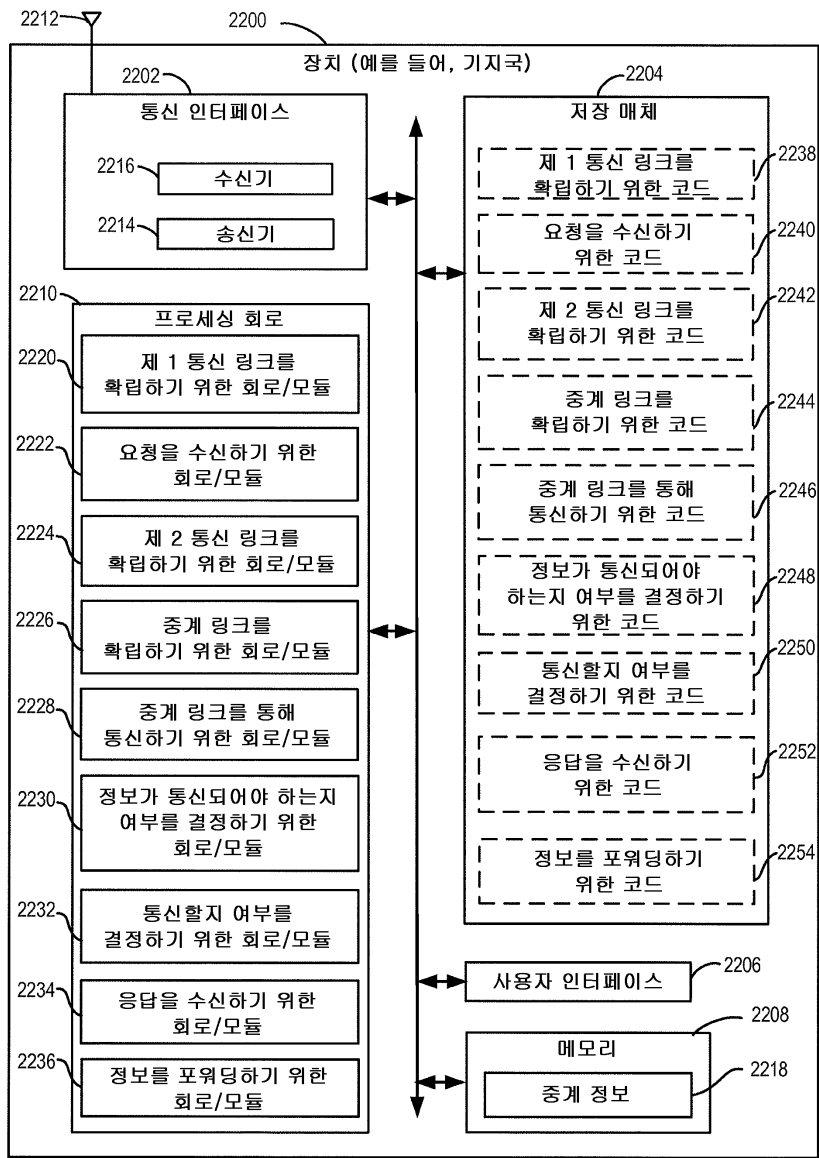 2212
2200
장치 (예를 들어, 기지국)
2202
통신 인터페이스
2216
수신기
2214
송신기
2210
프로세싱 회로
2220
제 1 통신 링크를
확립하기 위한 회로/모듈
2222
요청을 수신하기 위한
회로/모듈
2224
제 2 통신 링크를
확립하기 위한 회로/모듈
2226
중계 링크를
확립하기 위한 회로/모듈
2228
중계 링크를 통해
통신하기 위한 회로/모듈
2230
정보가 통신되어야 하는지
여부를 결정하기 위한
회로/모듈
2232
통신할지 여부를
결정하기 위한 회로/모듈
2234
응답을 수신하기 위한
회로/모듈
2236
정보를 포워딩하기 위한
회로/모듈
2204
저장 매체
2238
제 1 통신 링크를
확립하기 위한 코드
2240
요청을 수신하기
위한 코드
2242
제 2 통신 링크를
확립하기 위한 코드
2244
중계 링크를
확립하기 위한 코드
2246
중계 링크를 통해
통신하기 위한 코드
2248
정보가 통신되어야
하는지 여부를 결정하기
위한 코드
2250
통신할지 여부를
결정하기 위한 코드
2252
응답을 수신하기
위한 코드
2254
정보를 포워딩하기
위한 코드
2206
사용자 인터페이스
2208
메모리
2218
중계 정보